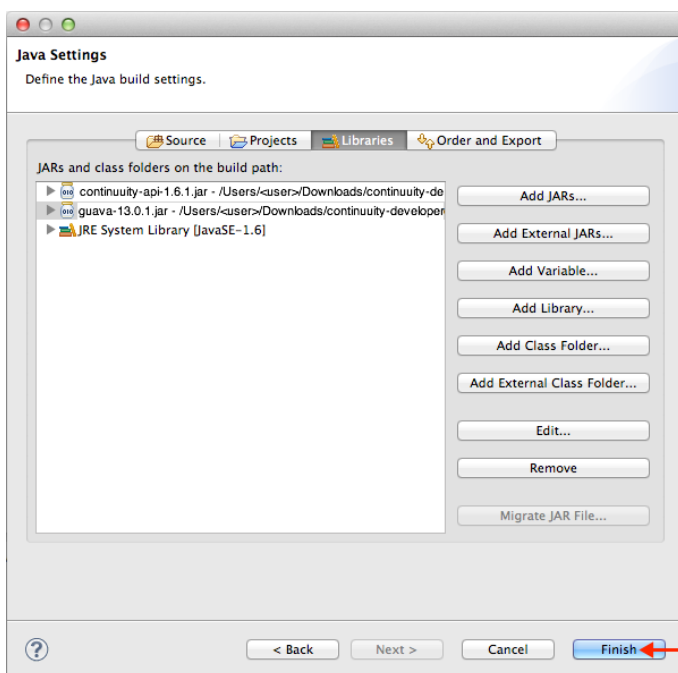 Java Settings
Define the Java build settings.
Source Projects Libraries Order and Export
JARs and class folders on the build path:
continuuity-api-1.6.1.jar - /Users/<user>/Downloads/continuuity-de
guava-13.0.1.jar - /Users/<user>/Downloads/continuuity-developer
JRE System Library [JavaSE-1.6]
Add JARs...
Add External JARs...
Add Variable...
Add Library...
Add Class Folder...
Add External Class Folder...
Edit...
Remove
Migrate JAR File...
?
< Back Next > Cancel Finish